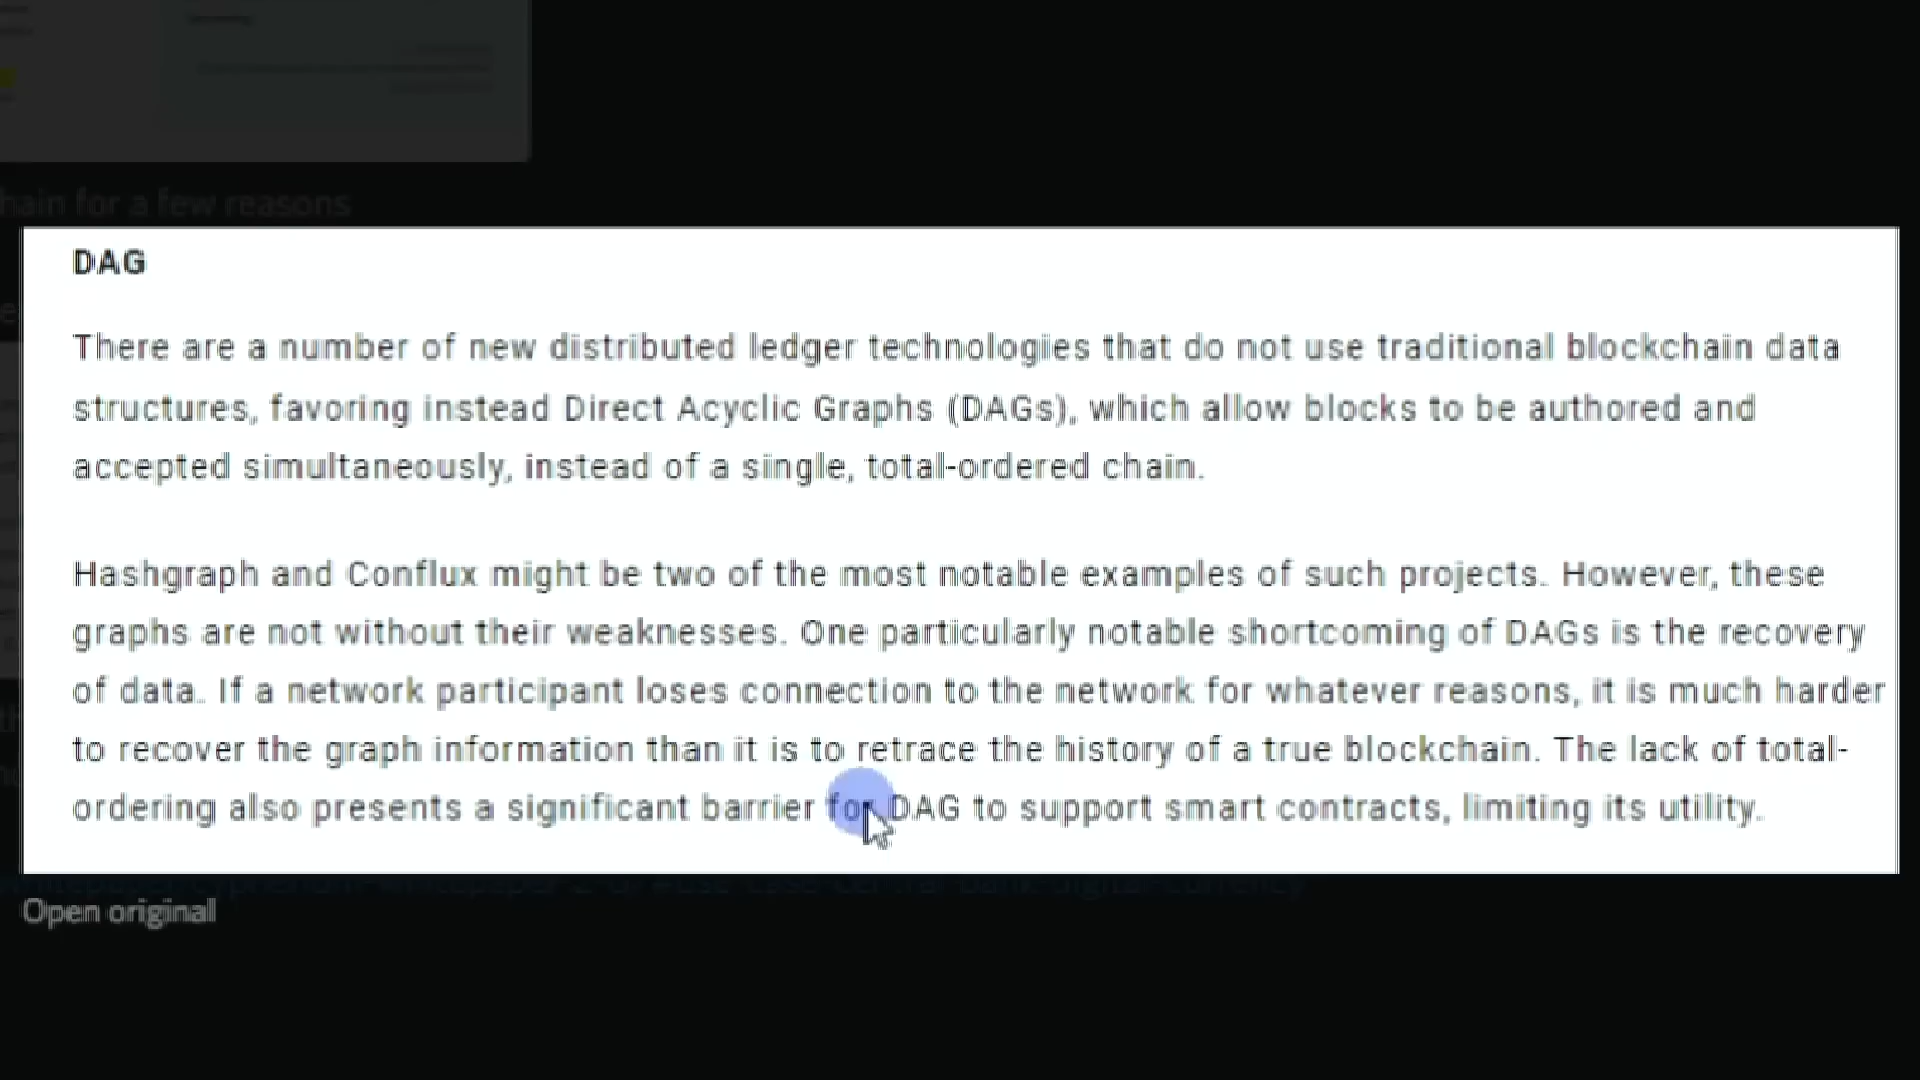 hain for a few reasons
DAG
There are a number of new distributed ledger technologies that do not use traditional blockchain data
structures, favoring instead Direct Acyclic Graphs (DAGs), which allow blocks to be authored and
accepted simultaneously, instead of a single, total-ordered chain.
Hashgraph and Conflux might be two of the most notable examples of such projects. However, these
graphs are not without their weaknesses. One particularly notable shortcoming of DAGs is the recovery
of data. If a network participant loses connection to the network for whatever reasons, it is much harder
to recover the graph information than it is to retrace the history of a true blockchain. The lack of total-
ordering also presents a significant barrier for DAG to support smart contracts, limiting its utility.
Open original